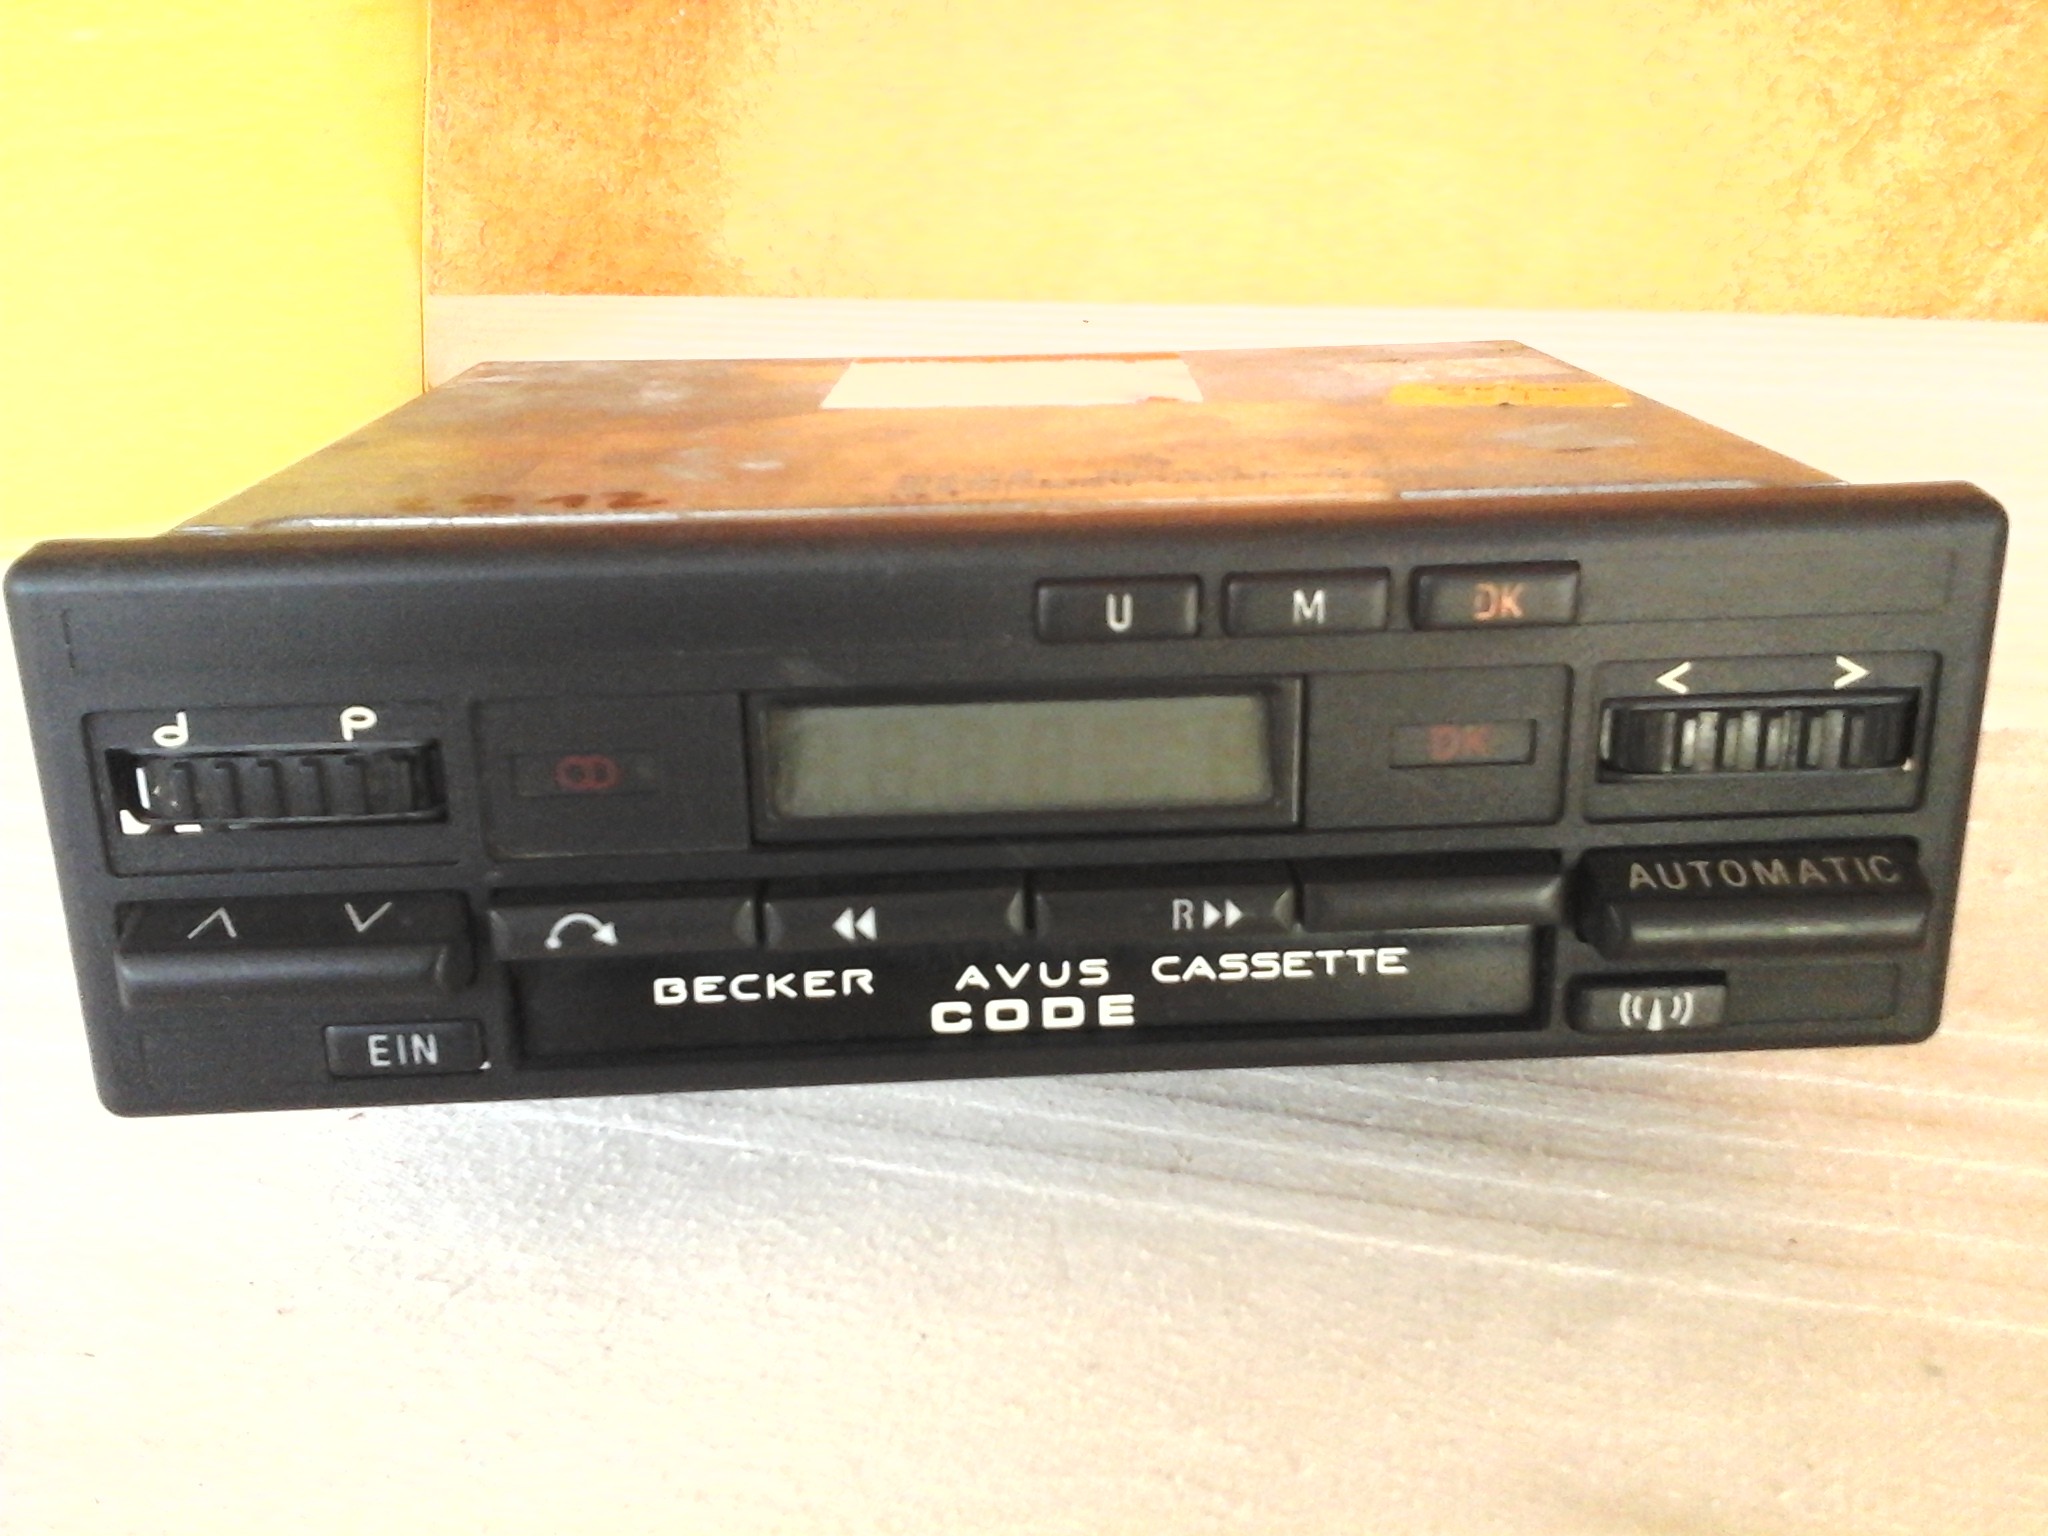 U M DK
DK
AUTOMATIC
R
BECKER AVUS CASSETTE
CODE
EIN